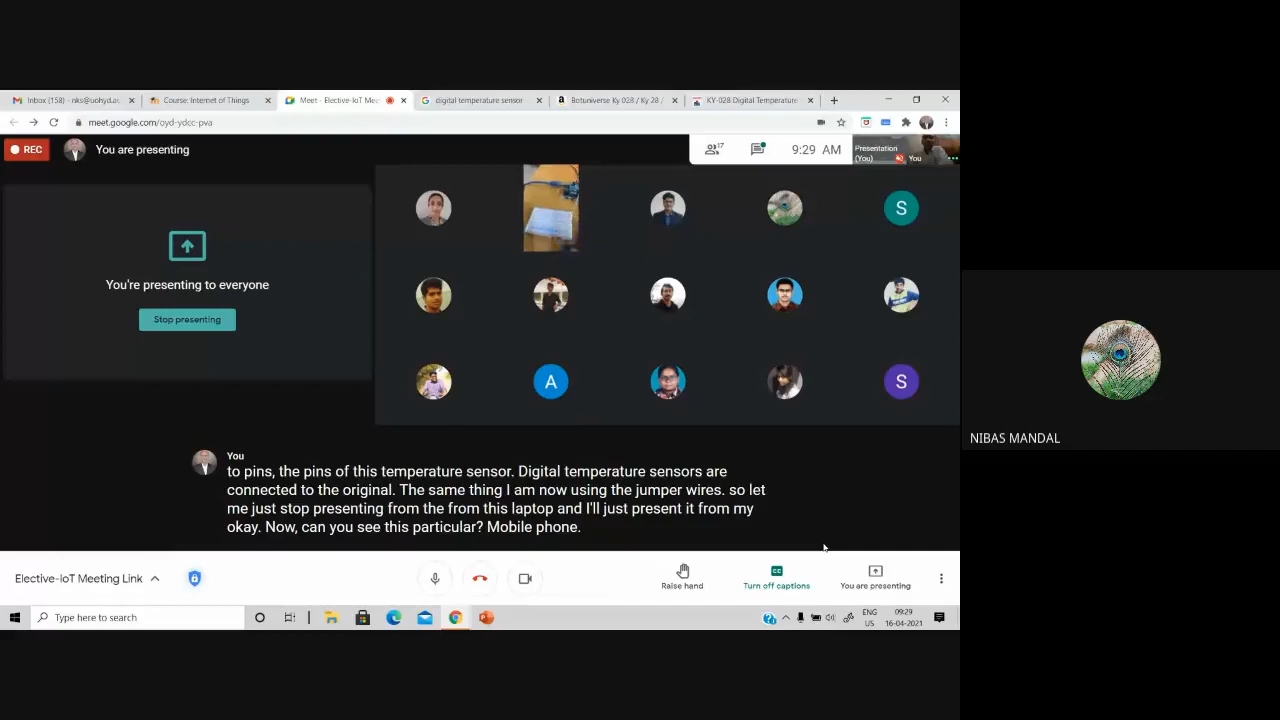 Inbox (158) - nks@uohyd.ac
Course: Internet of Things
Meet - Elective-IoT Mee
digital temperature sensor
Botuniverse Ky 028 / Ky 28 /
KY-028 Digital Temperature
meet.google.com/oyd-ydcc-pva
REC
You are presenting
17
9:29 AM
Presentation
(You)
You
S
You're presenting to everyone
Stop presenting
A
S
You
to pins, the pins of this temperature sensor. Digital temperature sensors are
connected to the original. The same thing I am now using the jumper wires. so let
me just stop presenting from the from this laptop and I'll just present it from my
okay. Now, can you see this particular? Mobile phone.
NIBAS MANDAL
Elective-IoT Meeting Link
Raise hand
Turn off captions
You are presenting
Type here to search
ENG
US
09:29
16-04-2021